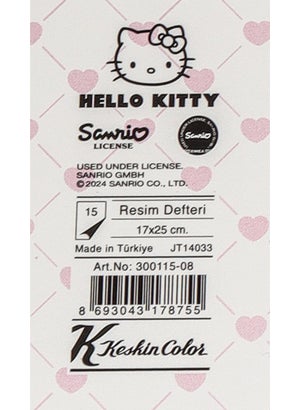 HELLO KITTY
Sanrio
LICENSE
Sanrio
USED UNDER LICENSE.
SANRIO GMBH
©2024 SANRIO CO., LTD.
15
Resim Defteri
17x25 cm.
Made in Türkiye JT14033
Art.No: 300115-08
8 693043 178755
Keskin Color